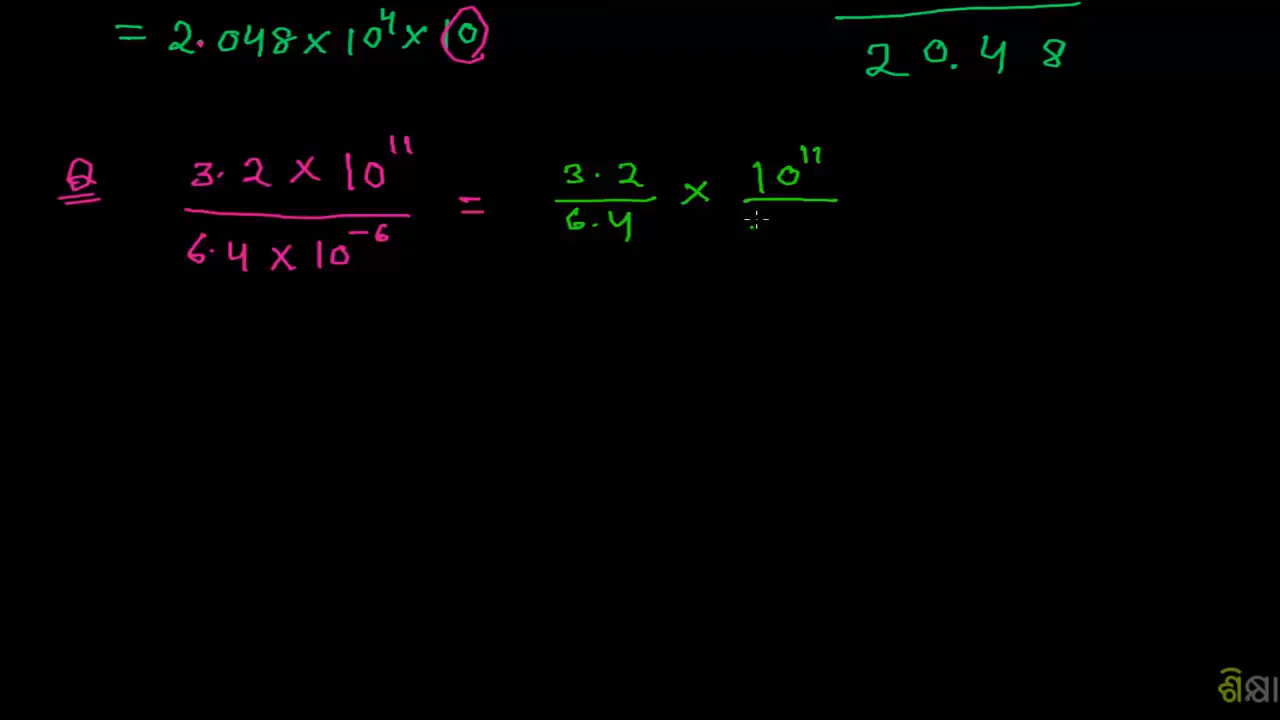 = 2.048 × 10⁴ × 10
20.48
Q 3.2 × 10¹¹ / 6.4 × 10⁻⁶ = 3.2 / 6.4 × 10¹¹ /
ଶିକ୍ଷା